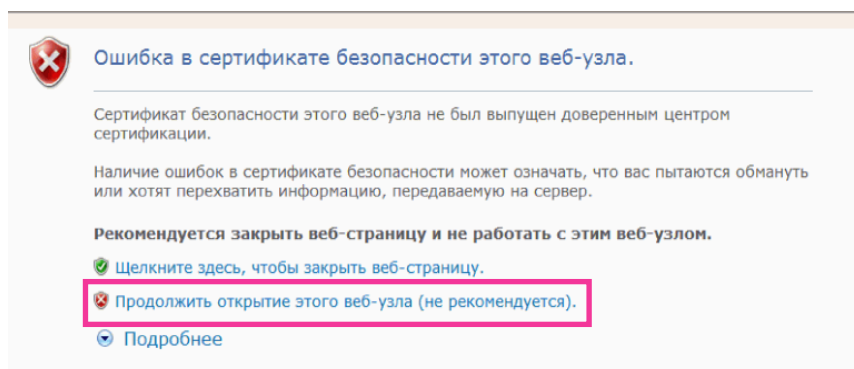 Ошибка в сертификате безопасности этого веб-узла.
Сертификат безопасности этого веб-узла не был выпущен доверенным центром
сертификации.
Наличие ошибок в сертификате безопасности может означать, что вас пытаются обмануть
или хотят перехватить информацию, передаваемую на сервер.
Рекомендуется закрыть веб-страницу и не работать с этим веб-узлом.
Щелкните здесь, чтобы закрыть веб-страницу.
Продолжить открытие этого веб-узла (не рекомендуется).
Подробнее